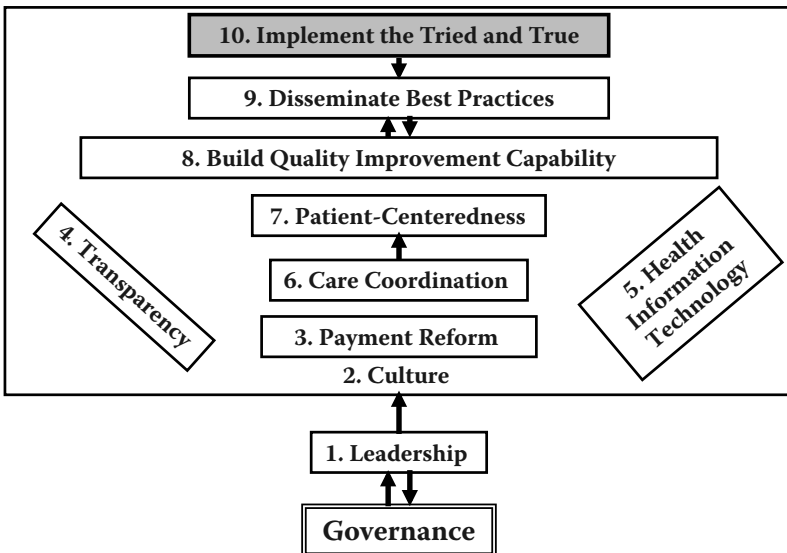 10. Implement the Tried and True
9. Disseminate Best Practices
8. Build Quality Improvement Capability
7. Patient-Centeredness
4. Transparency
5. Health
Information
Technology
6. Care Coordination
3. Payment Reform
2. Culture
1. Leadership
Governance